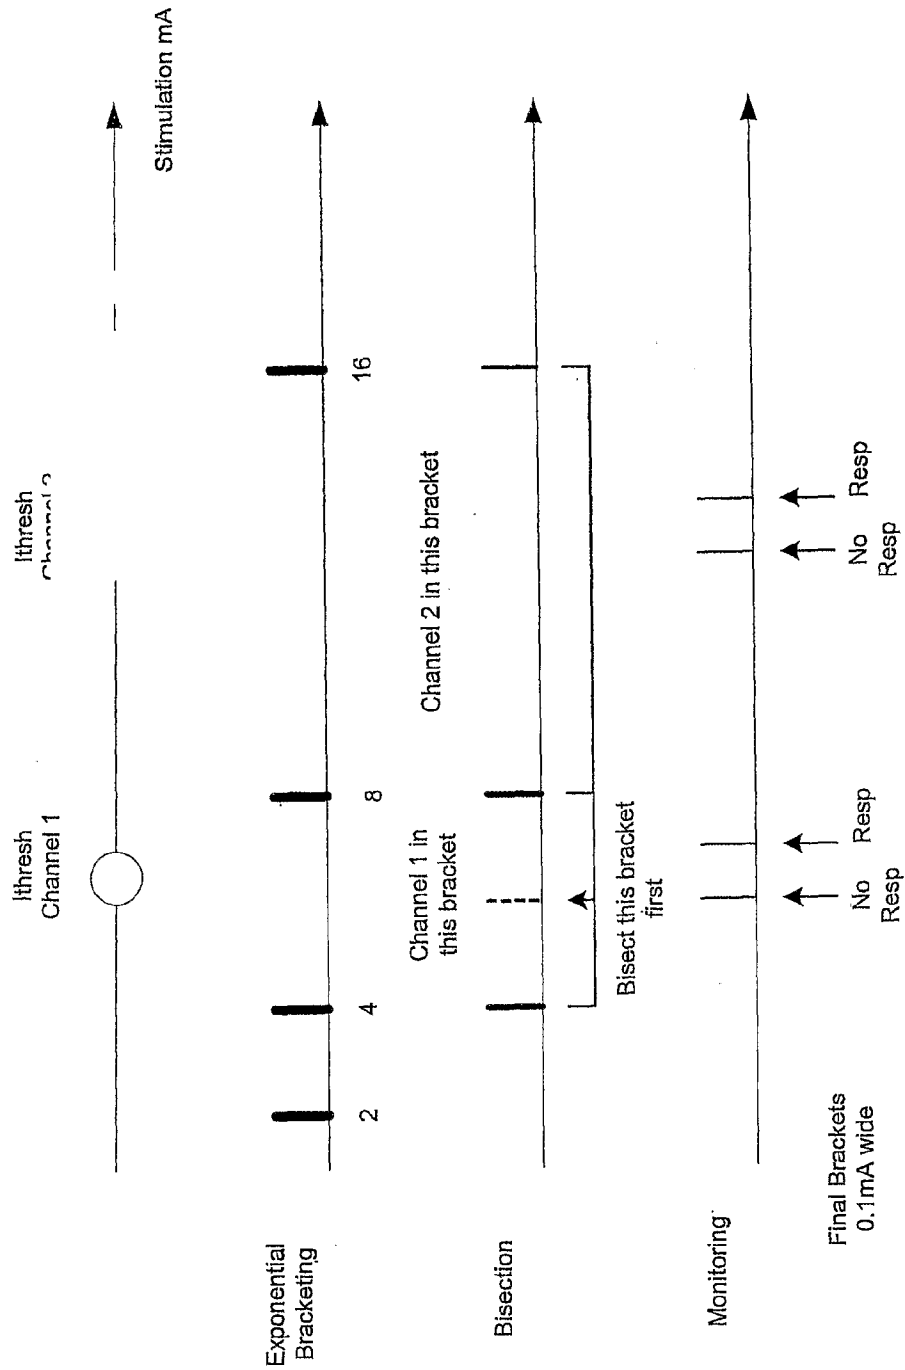 Ithresh
Channel 1
Ithresh
Stimulation mA
Exponential
Bracketing
2
4
8
16
Bisection
Channel 1 in
this bracket
Channel 2 in this bracket
Bisect this bracket
first
Monitoring
No
Resp
Resp
No
Resp
Resp
Final Brackets
0.1mA wide